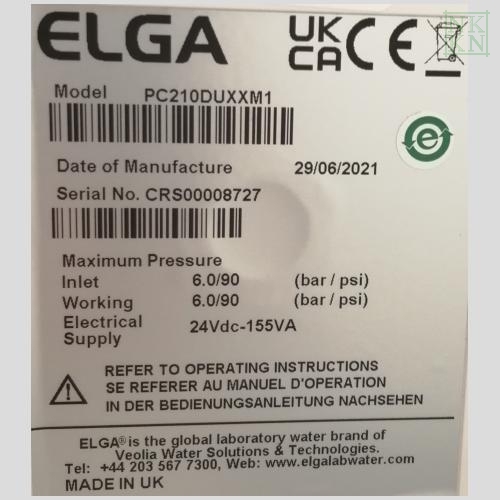 ELGA
UK
CA CE
NK
KN
Model PC210DUXXM1
Date of Manufacture 29/06/2021
e
Serial No. CRS00008727
Maximum Pressure
Inlet 6.0/90 (bar / psi)
Working 6.0/90 (bar / psi)
Electrical Supply 24Vdc-155VA
REFER TO OPERATING INSTRUCTIONS
SE REFERER AU MANUEL D'OPERATION
IN DER BEDIENUNGSANLEITUNG NACHSEHEN
ELGA® is the global laboratory water brand of
Veolia Water Solutions & Technologies.
Tel: +44 203 567 7300, Web: www.elgalabwater.com
MADE IN UK